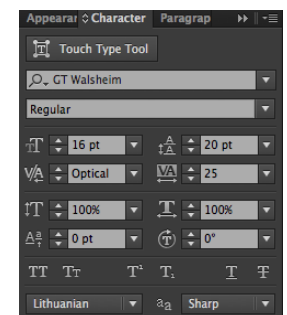 Appearar Character Paragrap
Touch Type Tool
GT Walsheim
Regular
16 pt 20 pt
Optical 25
100% 100%
0 pt 0°
TT Tt T¹ T₁ T T
Lithuanian aa Sharp